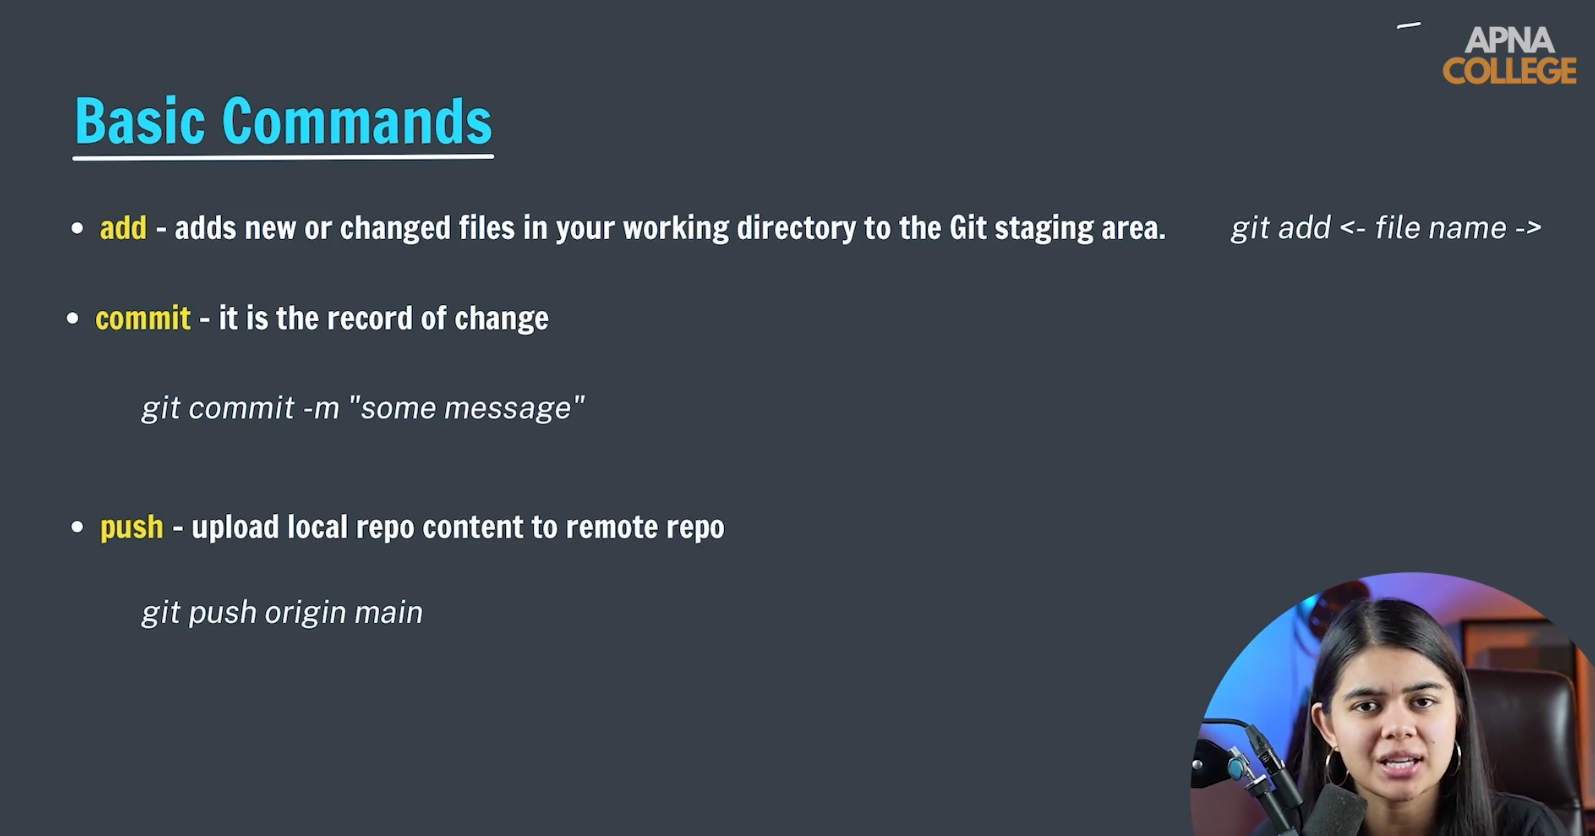 APNA
COLLEGE
Basic Commands
• add - adds new or changed files in your working directory to the Git staging area. git add <- file name ->
• commit - it is the record of change
git commit -m "some message"
• push - upload local repo content to remote repo
git push origin main